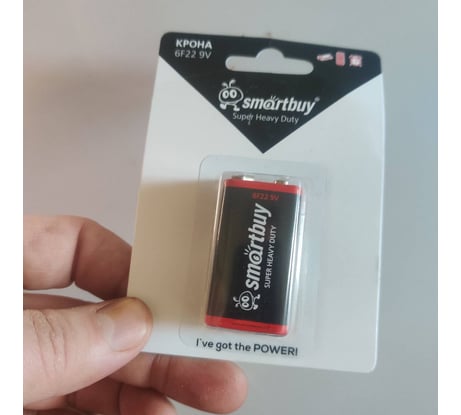 КРОНА
6F22 9V
smartbuy®
Super Heavy Duty
6F22 9V
smartbuy
SUPER HEAVY DUTY
I've got the POWER!